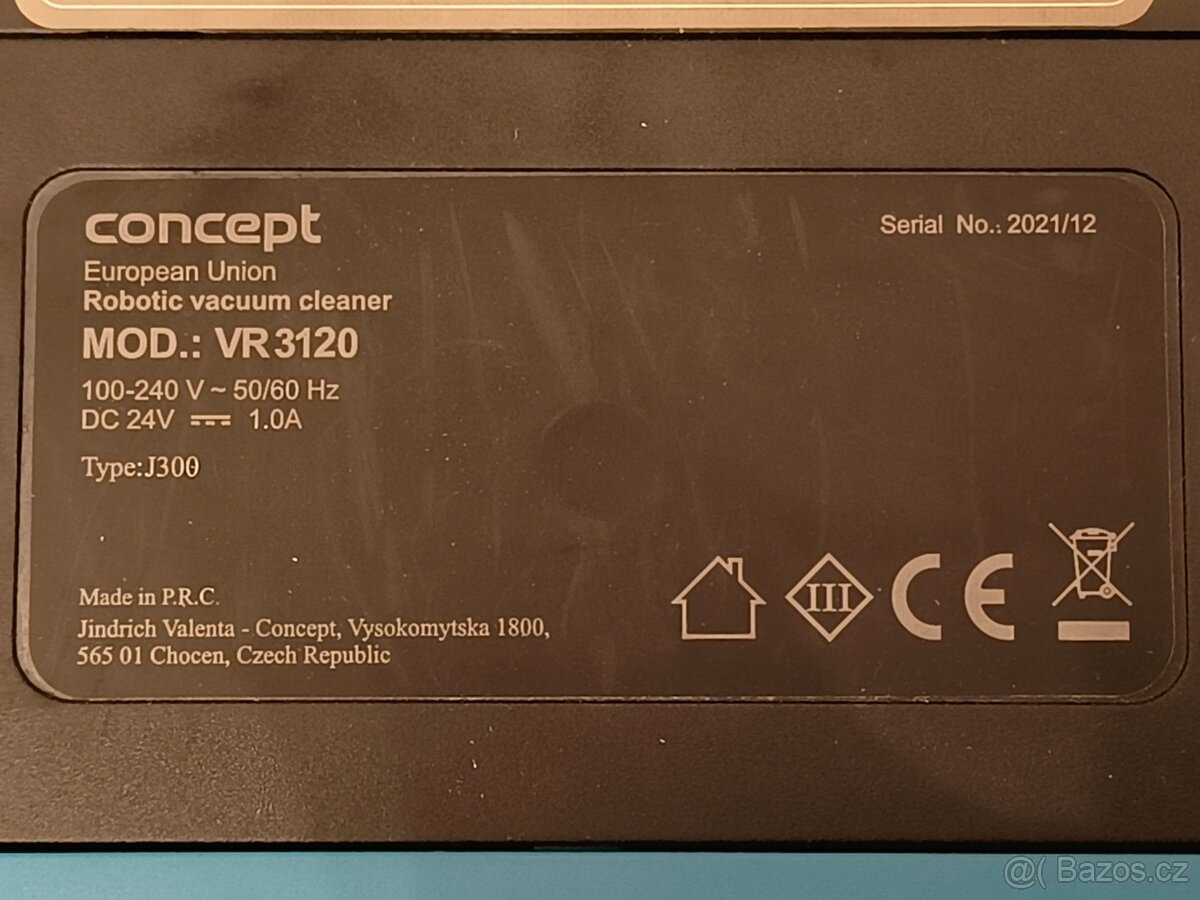 concept
European Union
Robotic vacuum cleaner
MOD.: VR3120
100-240 V ~ 50/60 Hz
DC 24V ⎓ 1.0A
Type:J300
Serial No.: 2021/12
Made in P.R.C.
Jindrich Valenta - Concept, Vysokomytska 1800,
565 01 Chocen, Czech Republic
III
CE
@( Bazos.cz